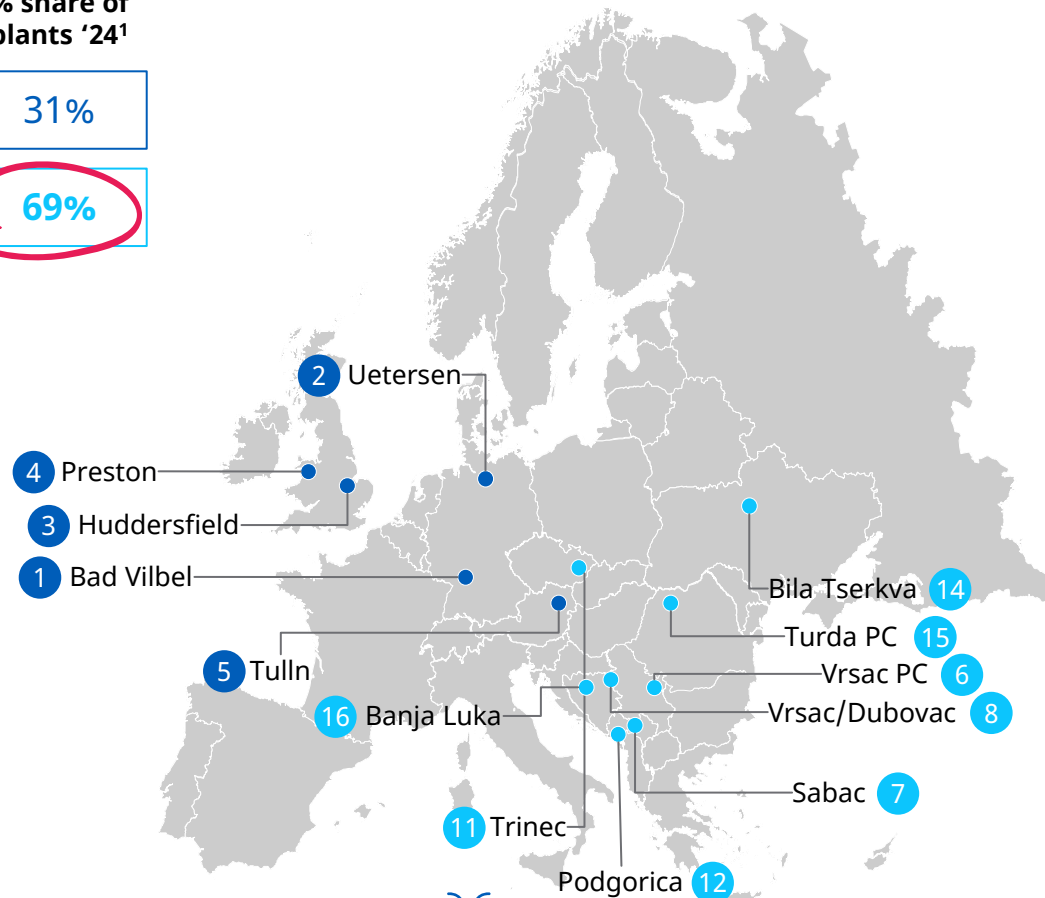 % share of
plants ‘24¹
31%
69%
2 Uetersen
4 Preston
3 Huddersfield
1 Bad Vilbel
Bila Tserkva 14
Turda PC 15
5 Tulln
Vrsac PC 6
16 Banja Luka
Vrsac/Dubovac 8
Sabac 7
11 Trinec
Podgorica 12